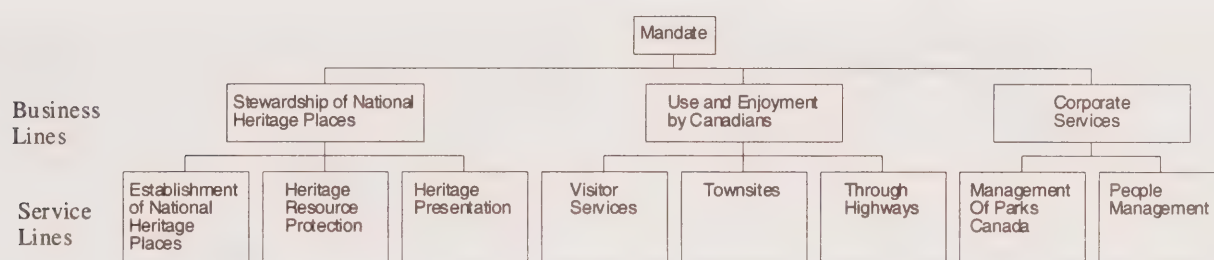 Mandate
Business
Lines
Stewardship of National
Heritage Places
Use and Enjoyment
by Canadians
Corporate
Services
Service
Lines
Establishment
of National
Heritage
Places
Heritage
Resource
Protection
Heritage
Presentation
Visitor
Services
Townsites
Through
Highways
Management
Of Parks
Canada
People
Management